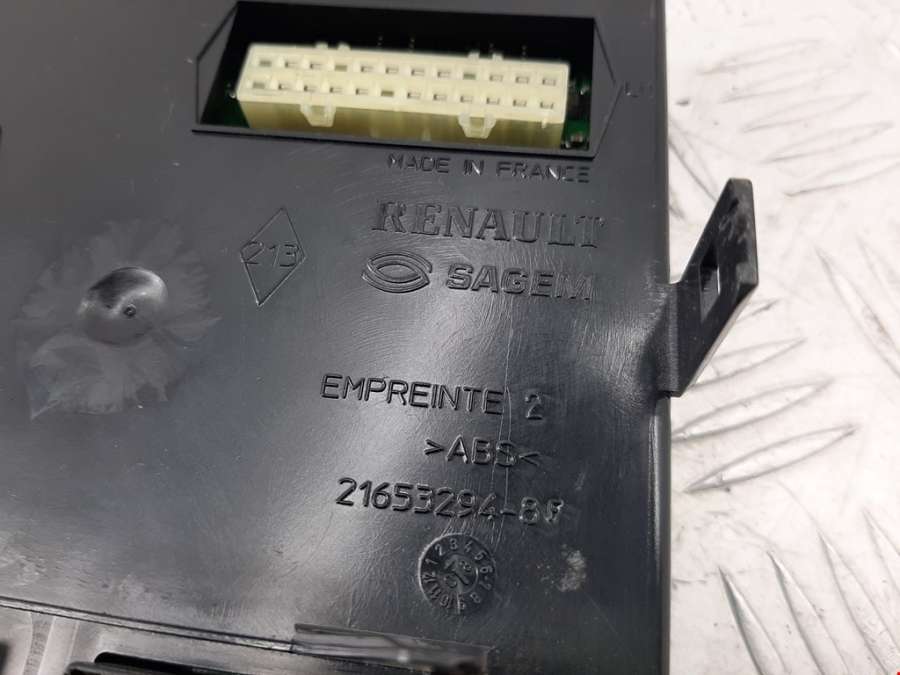 MADE IN FRANCE
RENAULT
213
SAGEM
EMPREINTE 2
>ABS<